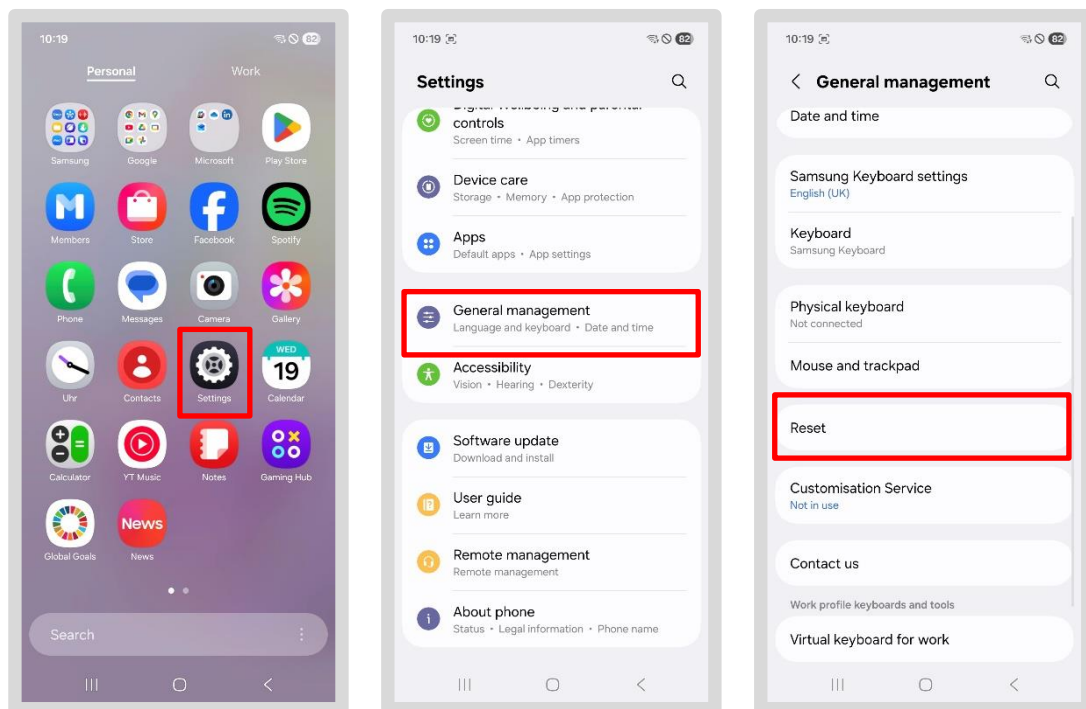 10:19
82
Personal
Work
Samsung
Google
Microsoft
Play Store
Members
Store
Facebook
Spotify
Phone
Messages
Camera
Gallery
WED
19
Uhr
Contacts
Settings
Calendar
Calculator
YT Music
Notes
Gaming Hub
News
Global Goals
News
Search
10:19
82
Settings
Digital Wellbeing and parental
controls
Screen time • App timers
Device care
Storage • Memory • App protection
Apps
Default apps • App settings
General management
Language and keyboard • Date and time
Accessibility
Vision • Hearing • Dexterity
Software update
Download and install
User guide
Learn more
Remote management
Remote management
About phone
Status • Legal information • Phone name
10:19
82
General management
Date and time
Samsung Keyboard settings
English (UK)
Keyboard
Samsung Keyboard
Physical keyboard
Not connected
Mouse and trackpad
Reset
Customisation Service
Not in use
Contact us
Work profile keyboards and tools
Virtual keyboard for work